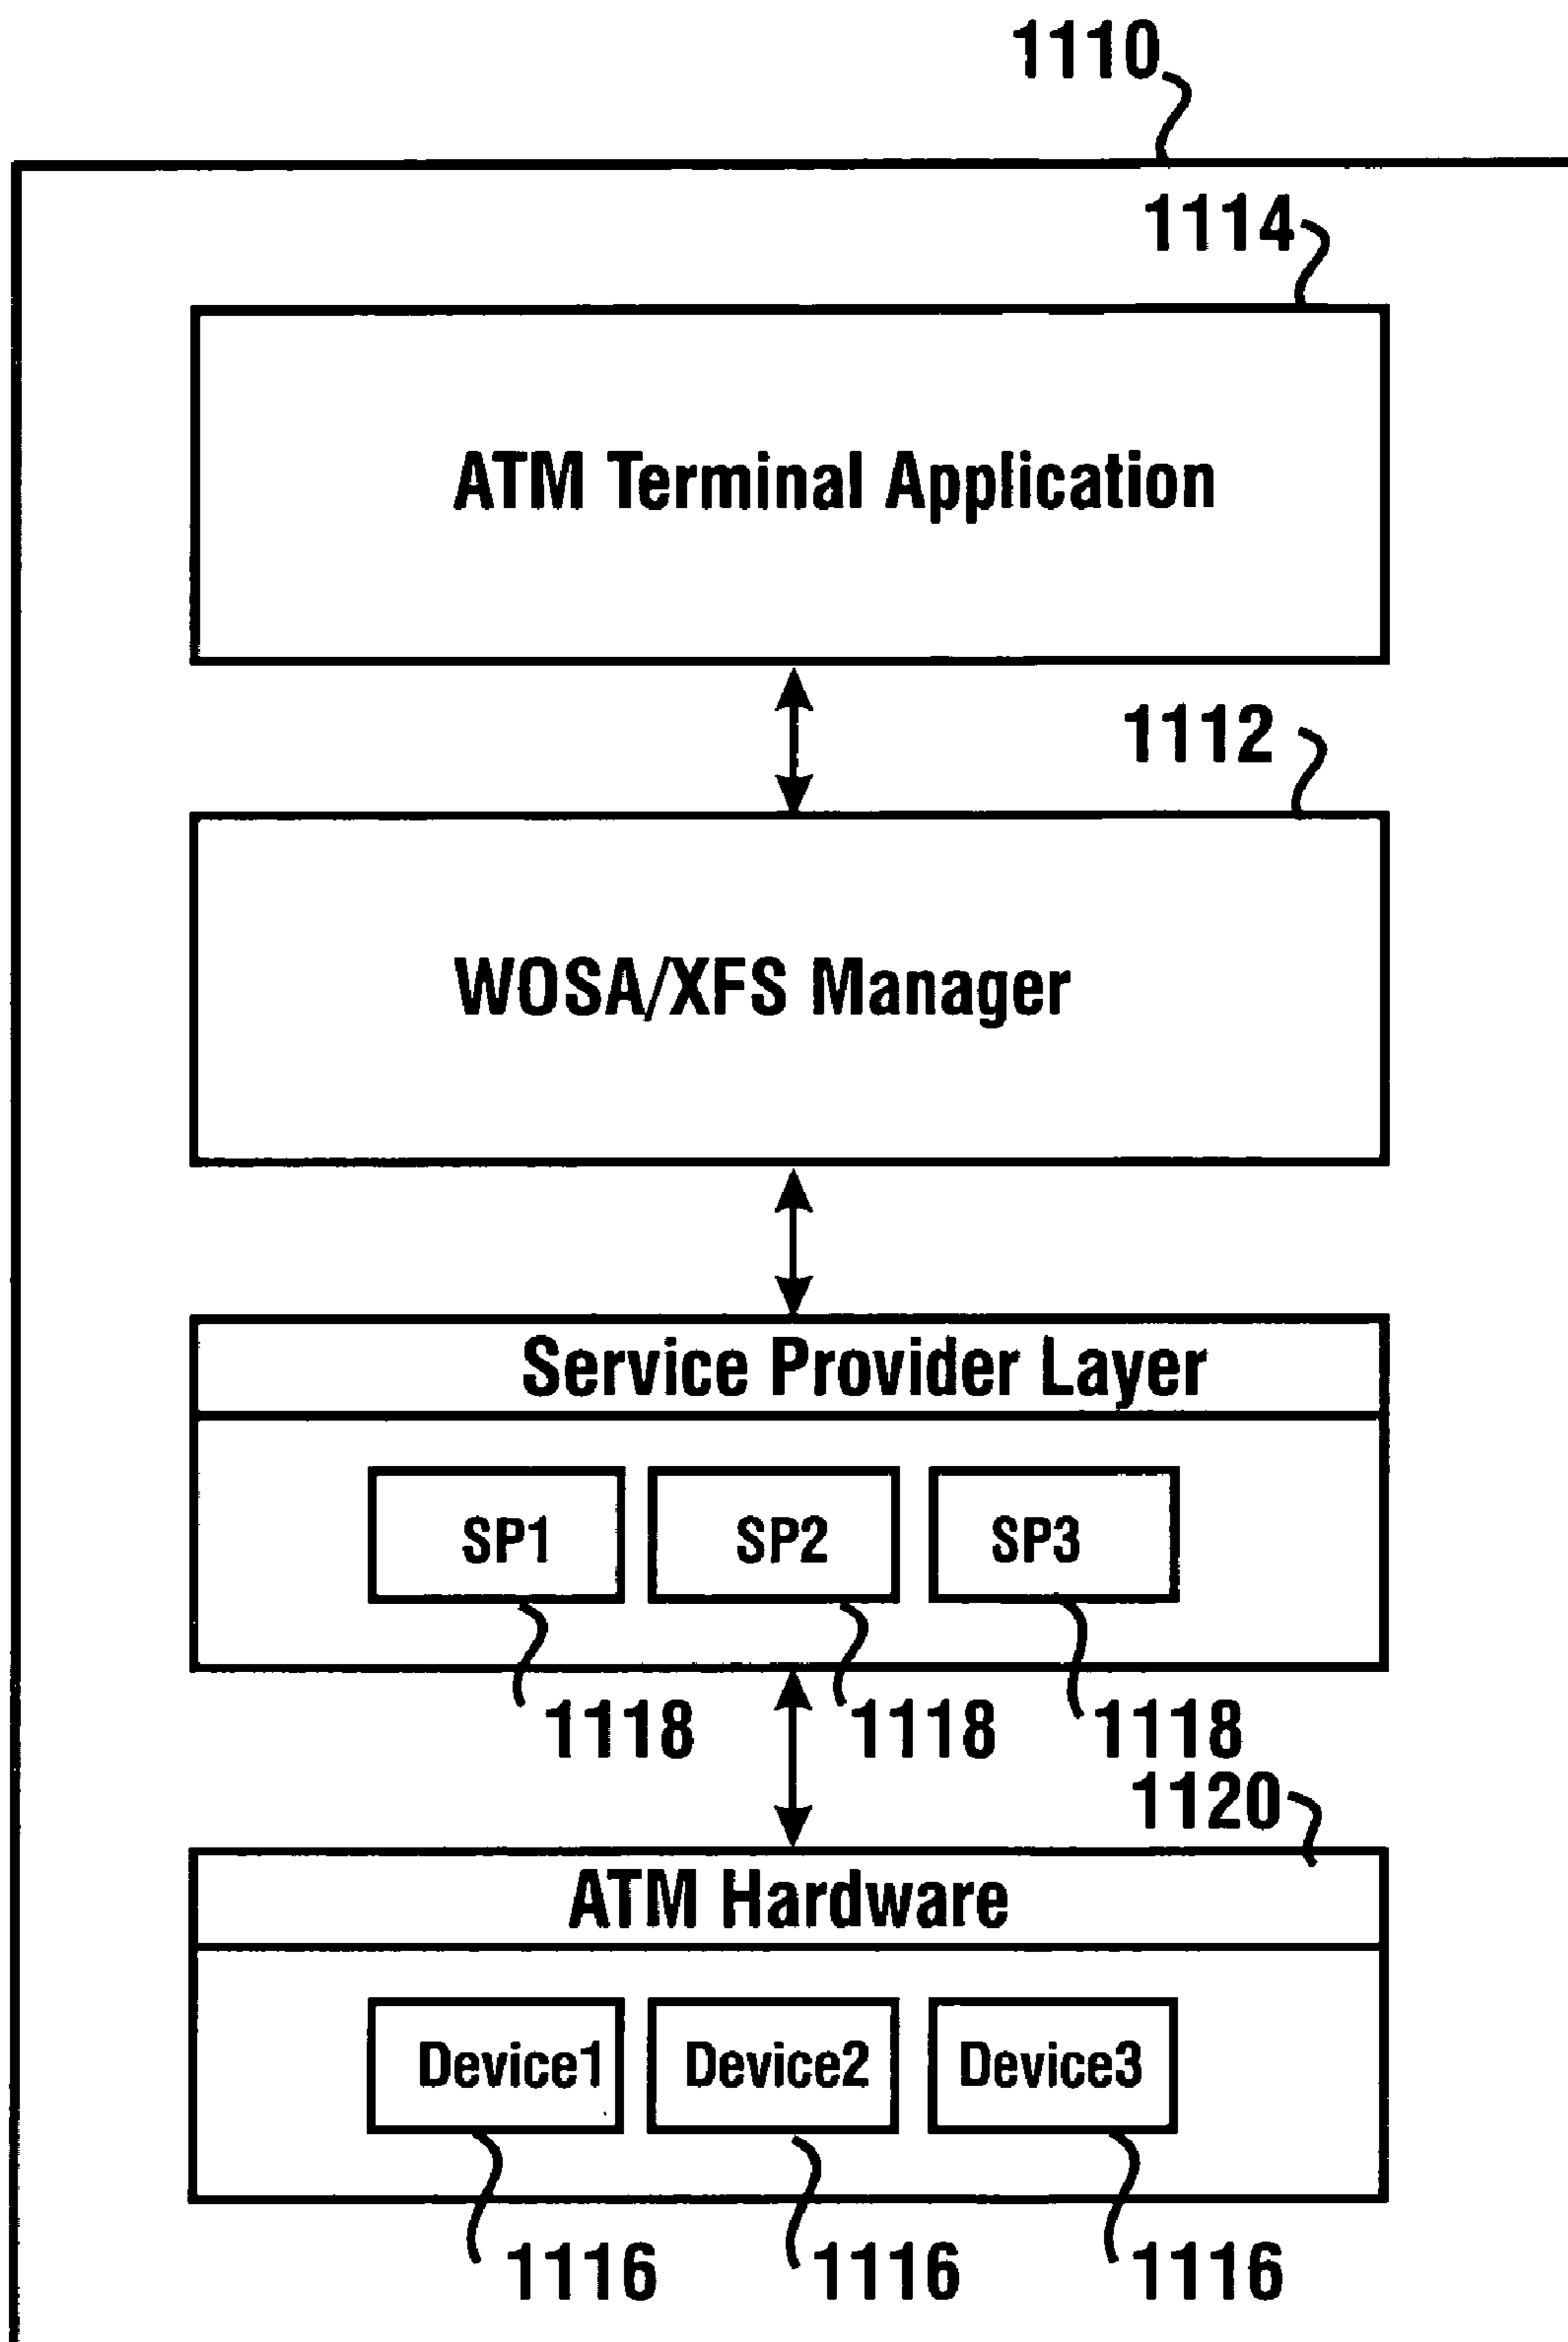 1110
1114
ATM Terminal Application
1112
WOSA/XFS Manager
Service Provider Layer
SP1 SP2 SP3
1118 1118 1118
1120
ATM Hardware
Device1 Device2 Device3
1116 1116 1116